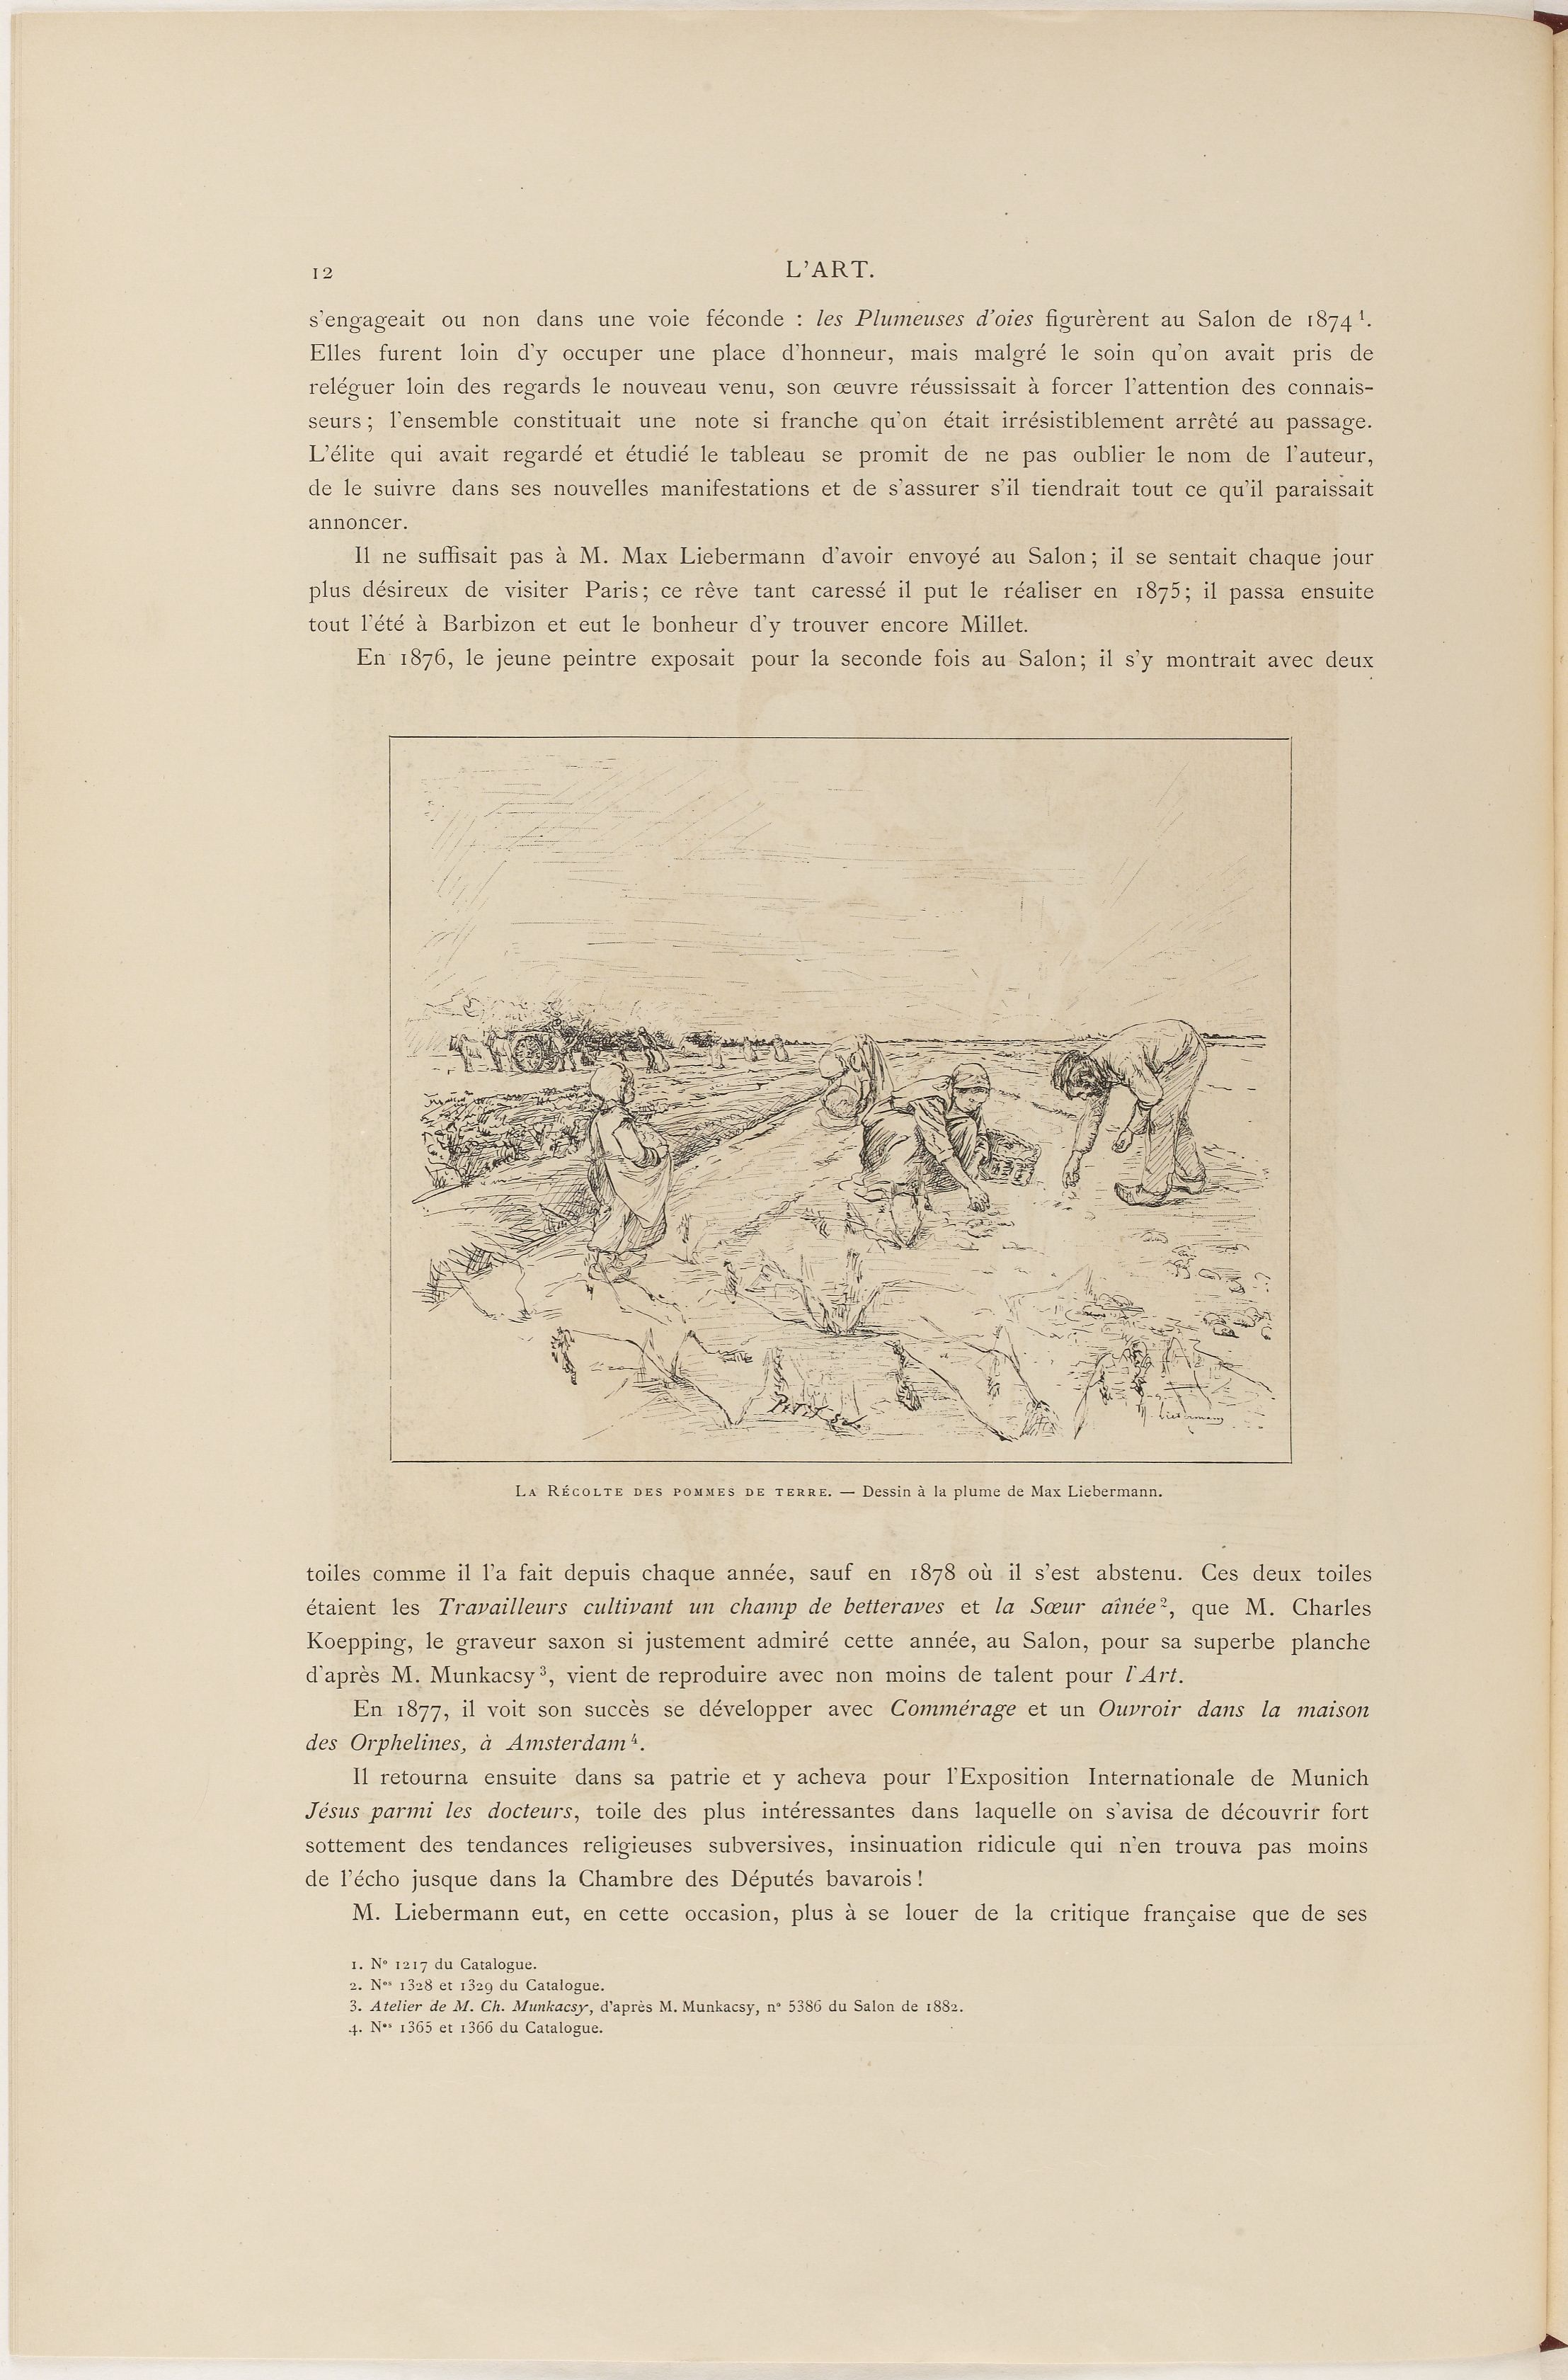 12
L'ART.
s'engageait ou non dans une voie féconde : les Plumeuses d'oies figurèrent au Salon de 1874 ¹.
Elles furent loin d'y occuper une place d'honneur, mais malgré le soin qu'on avait pris de
reléguer loin des regards le nouveau venu, son œuvre réussissait à forcer l'attention des connais-
seurs ; l'ensemble constituait une note si franche qu'on était irrésistiblement arrêté au passage.
L'élite qui avait regardé et étudié le tableau se promit de ne pas oublier le nom de l'auteur,
de le suivre dans ses nouvelles manifestations et de s'assurer s'il tiendrait tout ce qu'il paraissait
annoncer.
Il ne suffisait pas à M. Max Liebermann d'avoir envoyé au Salon ; il se sentait chaque jour
plus désireux de visiter Paris ; ce rêve tant caressé il put le réaliser en 1875 ; il passa ensuite
tout l'été à Barbizon et eut le bonheur d'y trouver encore Millet.
En 1876, le jeune peintre exposait pour la seconde fois au Salon ; il s'y montrait avec deux
M. Liebermann
LA RÉCOLTE DES POMMES DE TERRE. — Dessin à la plume de Max Liebermann.
toiles comme il l'a fait depuis chaque année, sauf en 1878 où il s'est abstenu. Ces deux toiles
étaient les Travailleurs cultivant un champ de betteraves et la Sœur aînée ², que M. Charles
Koepping, le graveur saxon si justement admiré cette année, au Salon, pour sa superbe planche
d'après M. Munkacsy ³, vient de reproduire avec non moins de talent pour l'Art.
En 1877, il voit son succès se développer avec Commérage et un Ouvroir dans la maison
des Orphelines, à Amsterdam ⁴.
Il retourna ensuite dans sa patrie et y acheva pour l'Exposition Internationale de Munich
Jésus parmi les docteurs, toile des plus intéressantes dans laquelle on s'avisa de découvrir fort
sottement des tendances religieuses subversives, insinuation ridicule qui n'en trouva pas moins
de l'écho jusque dans la Chambre des Députés bavarois !
M. Liebermann eut, en cette occasion, plus à se louer de la critique française que de ses
1. N° 1217 du Catalogue.
2. Nos 1328 et 1329 du Catalogue.
3. Atelier de M. Ch. Munkacsy, d'après M. Munkacsy, n° 5386 du Salon de 1882.
4. Nos 1365 et 1366 du Catalogue.